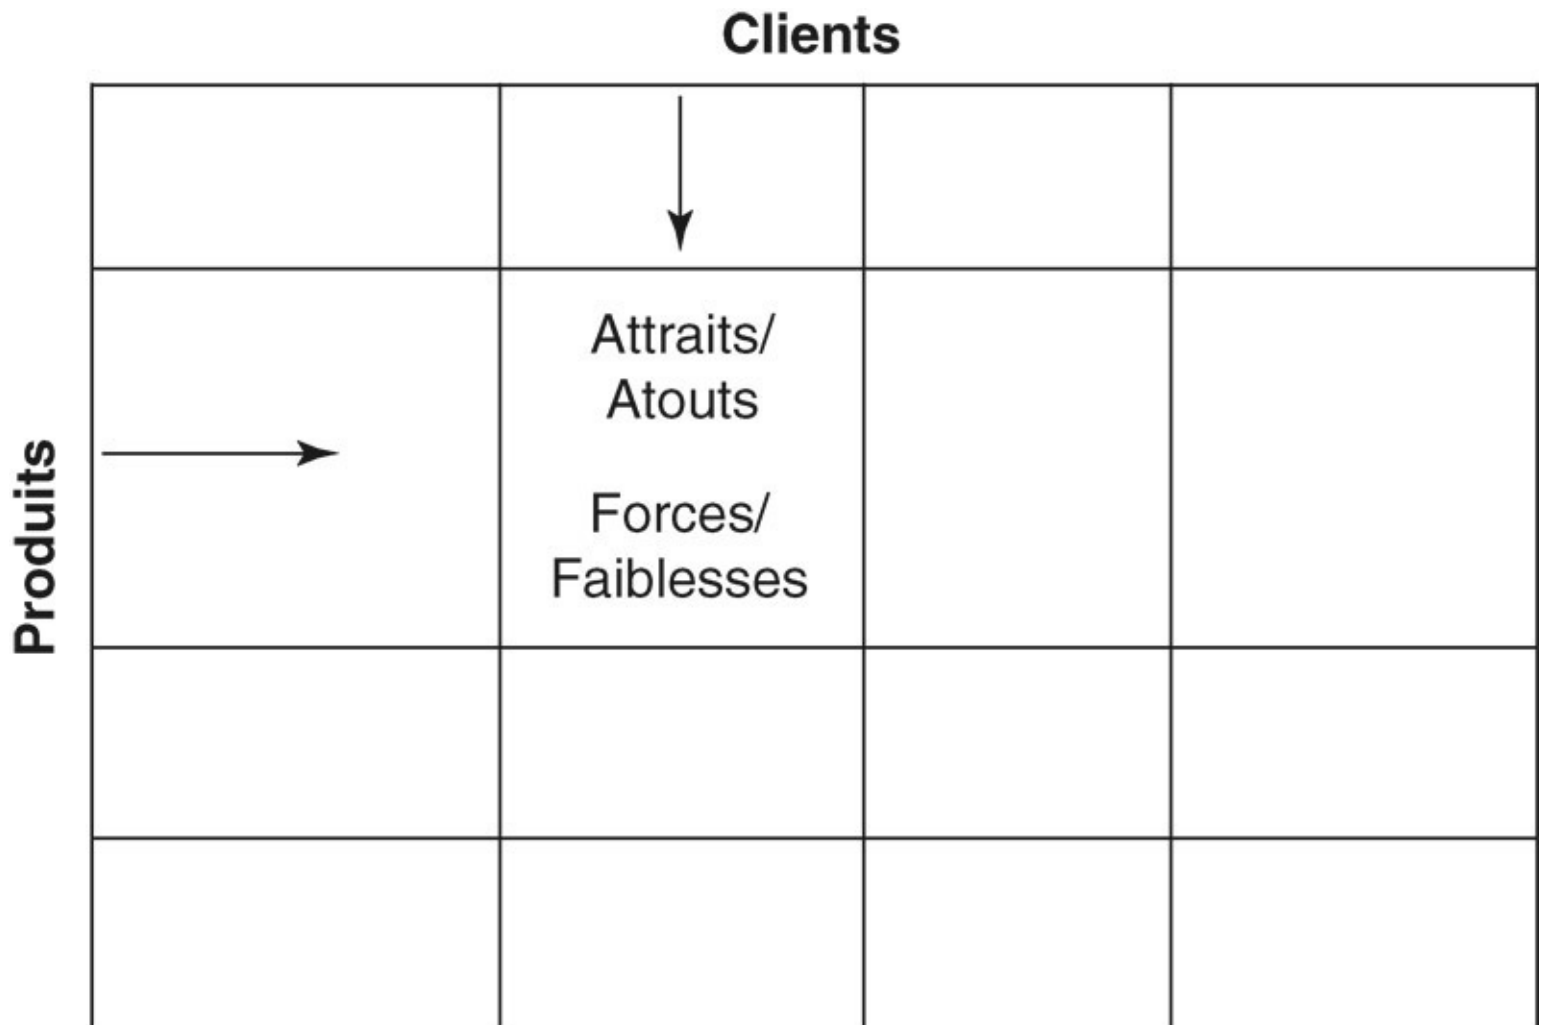 Clients
Produits
Attraits/
Atouts
Forces/
Faiblesses